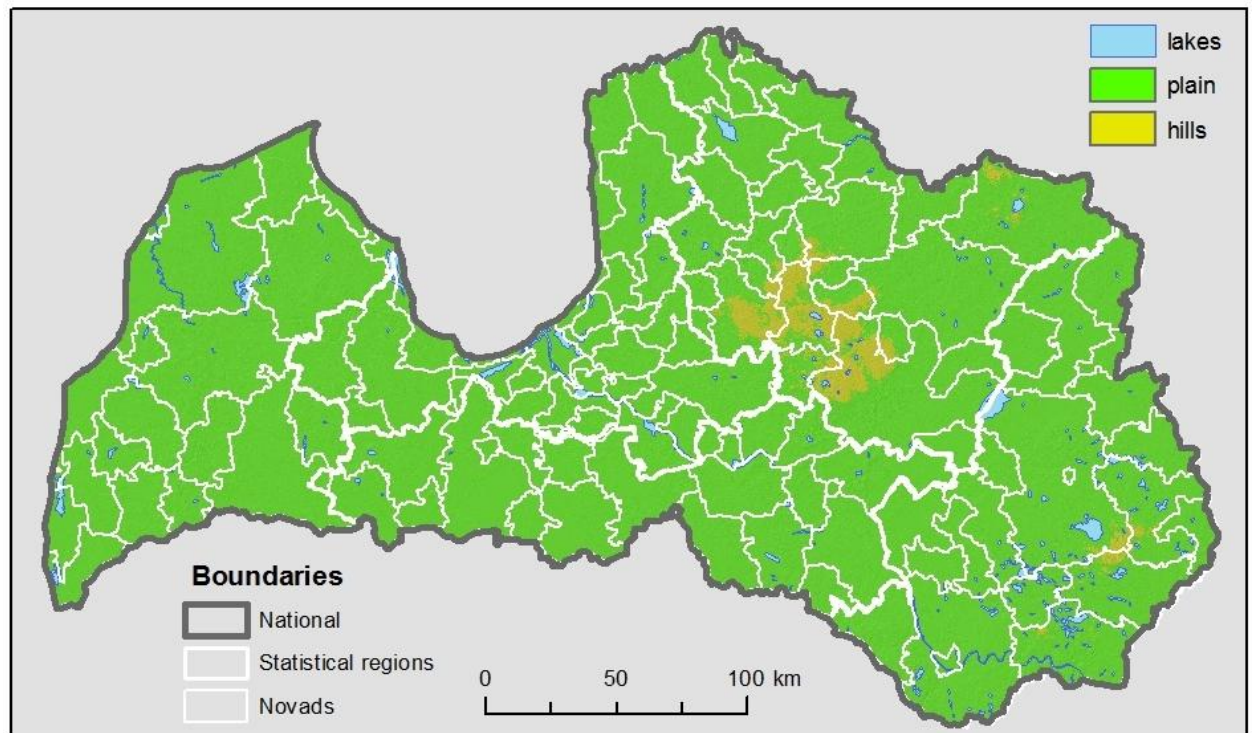 lakes
plain
hills
Boundaries
National
Statistical regions
Novads
0 50 100 km